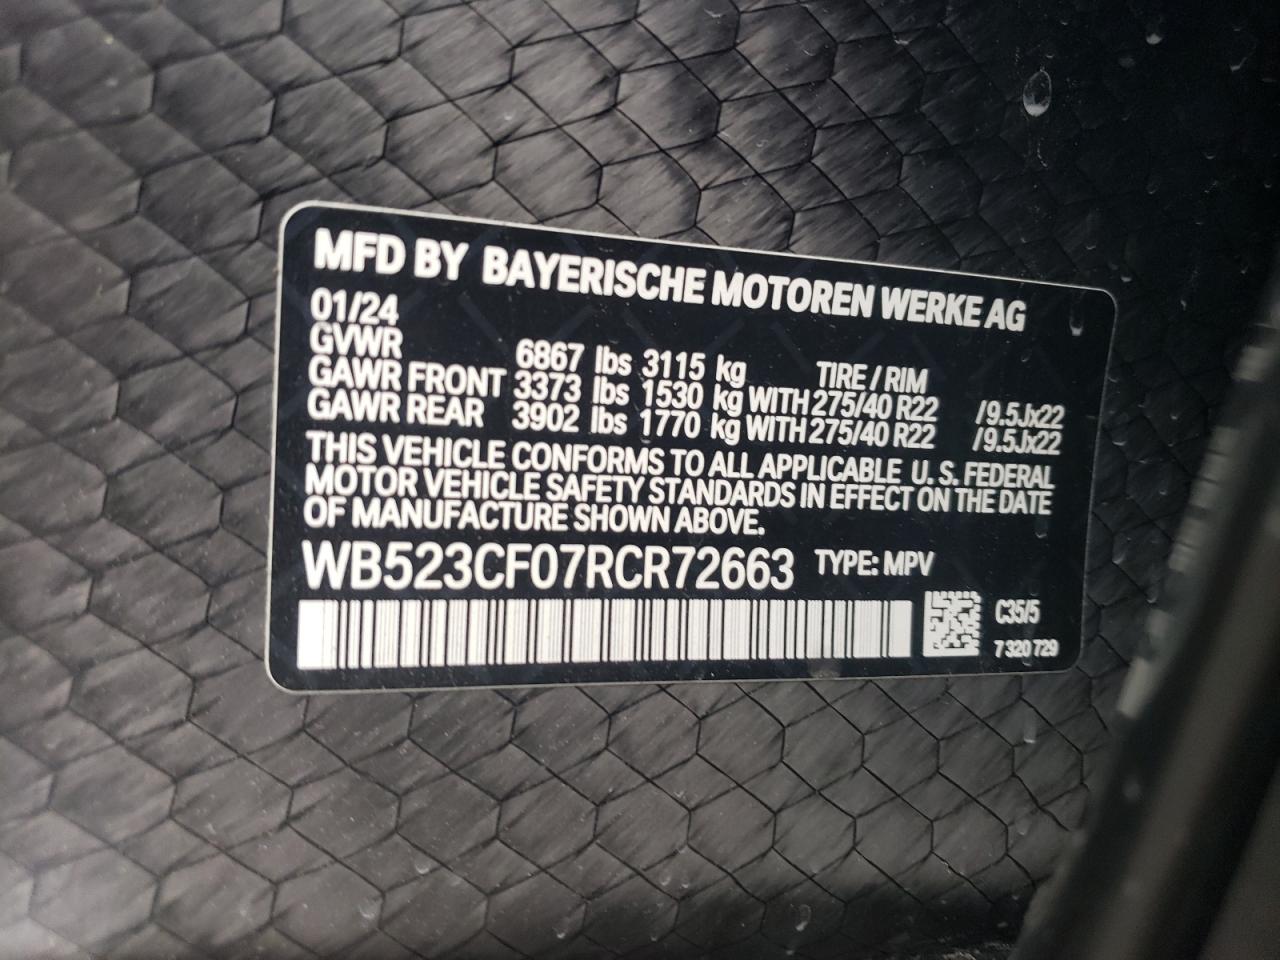 MFD BY BAYERISCHE MOTOREN WERKE AG
01/24
GVWR 6867 lbs 3115 kg TIRE / RIM
GAWR FRONT 3373 lbs 1530 kg WITH 275/40 R22 /9.5Jx22
GAWR REAR 3902 lbs 1770 kg WITH 275/40 R22 /9.5Jx22
THIS VEHICLE CONFORMS TO ALL APPLICABLE U.S. FEDERAL
MOTOR VEHICLE SAFETY STANDARDS IN EFFECT ON THE DATE
OF MANUFACTURE SHOWN ABOVE.
WB523CF07RCR72663 TYPE: MPV
C35/5
7 320 729